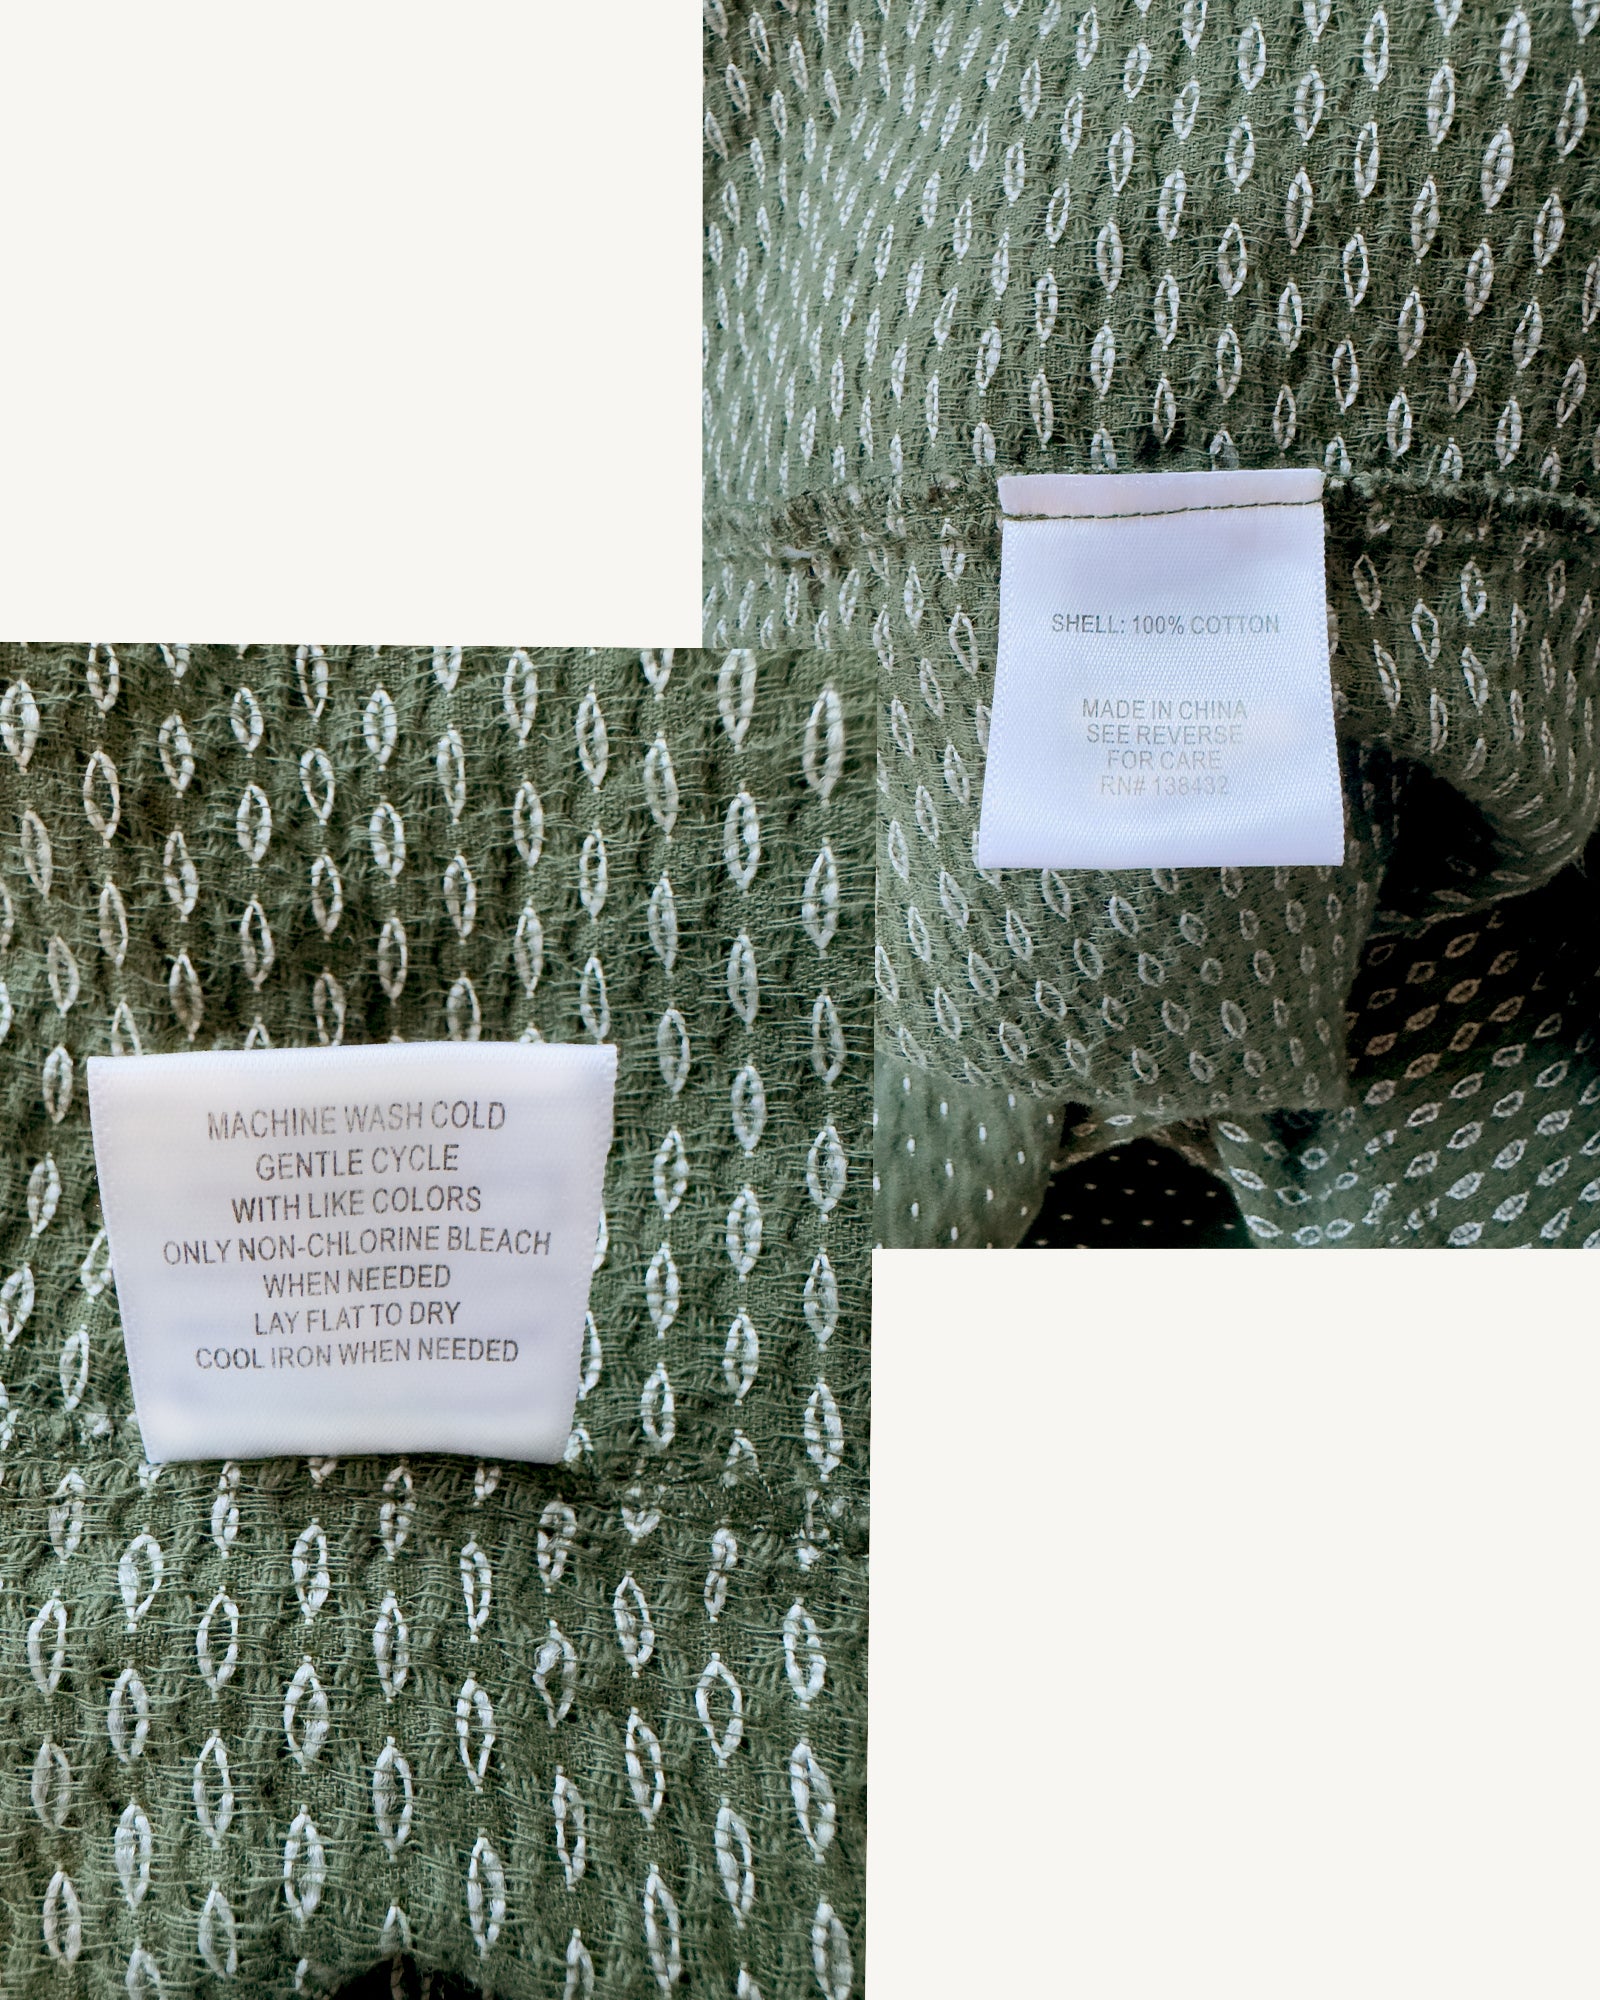 SHELL: 100% COTTON
MADE IN CHINA
SEE REVERSE
FOR CARE
RN# 138432
MACHINE WASH COLD
GENTLE CYCLE
WITH LIKE COLORS
ONLY NON-CHLORINE BLEACH
WHEN NEEDED
LAY FLAT TO DRY
COOL IRON WHEN NEEDED